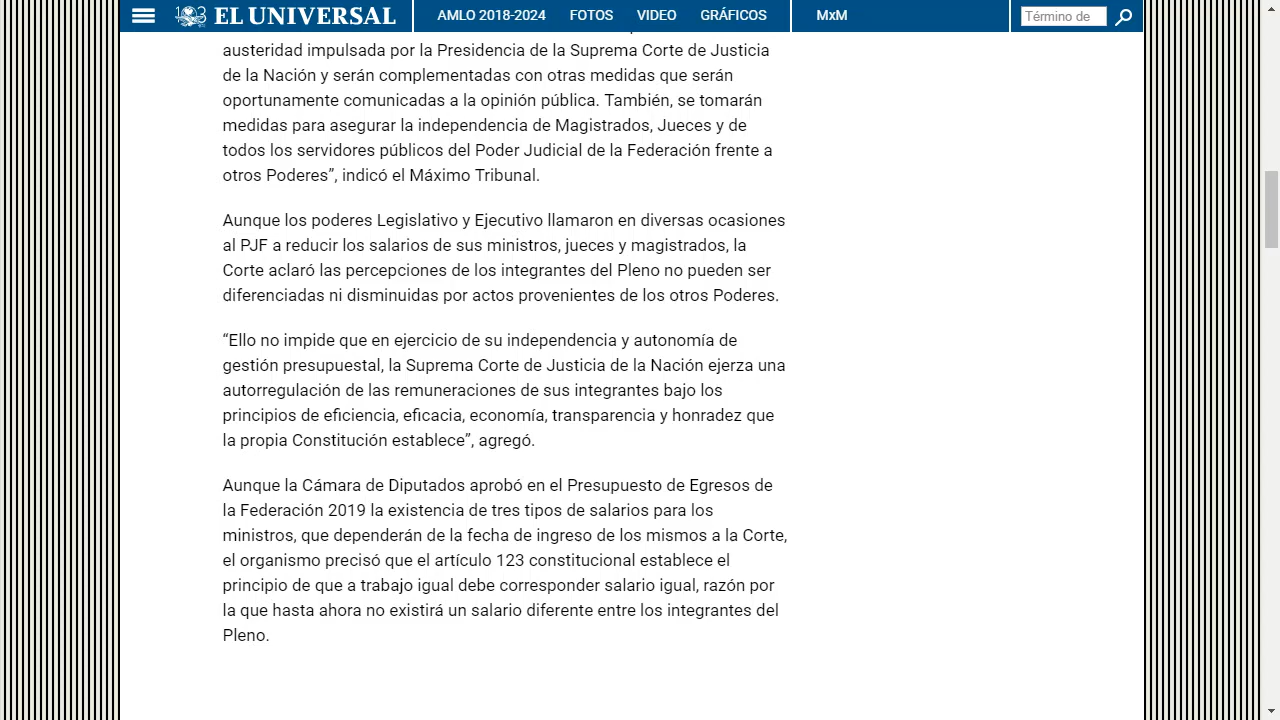 EL UNIVERSAL
AMLO 2018-2024 FOTOS VIDEO GRÁFICOS MxM Término de
austeridad impulsada por la Presidencia de la Suprema Corte de Justicia
de la Nación y serán complementadas con otras medidas que serán
oportunamente comunicadas a la opinión pública. También, se tomarán
medidas para asegurar la independencia de Magistrados, Jueces y de
todos los servidores públicos del Poder Judicial de la Federación frente a
otros Poderes”, indicó el Máximo Tribunal.
Aunque los poderes Legislativo y Ejecutivo llamaron en diversas ocasiones
al PJF a reducir los salarios de sus ministros, jueces y magistrados, la
Corte aclaró las percepciones de los integrantes del Pleno no pueden ser
diferenciadas ni disminuidas por actos provenientes de los otros Poderes.
“Ello no impide que en ejercicio de su independencia y autonomía de
gestión presupuestal, la Suprema Corte de Justicia de la Nación ejerza una
autorregulación de las remuneraciones de sus integrantes bajo los
principios de eficiencia, eficacia, economía, transparencia y honradez que
la propia Constitución establece”, agregó.
Aunque la Cámara de Diputados aprobó en el Presupuesto de Egresos de
la Federación 2019 la existencia de tres tipos de salarios para los
ministros, que dependerán de la fecha de ingreso de los mismos a la Corte,
el organismo precisó que el artículo 123 constitucional establece el
principio de que a trabajo igual debe corresponder salario igual, razón por
la que hasta ahora no existirá un salario diferente entre los integrantes del
Pleno.